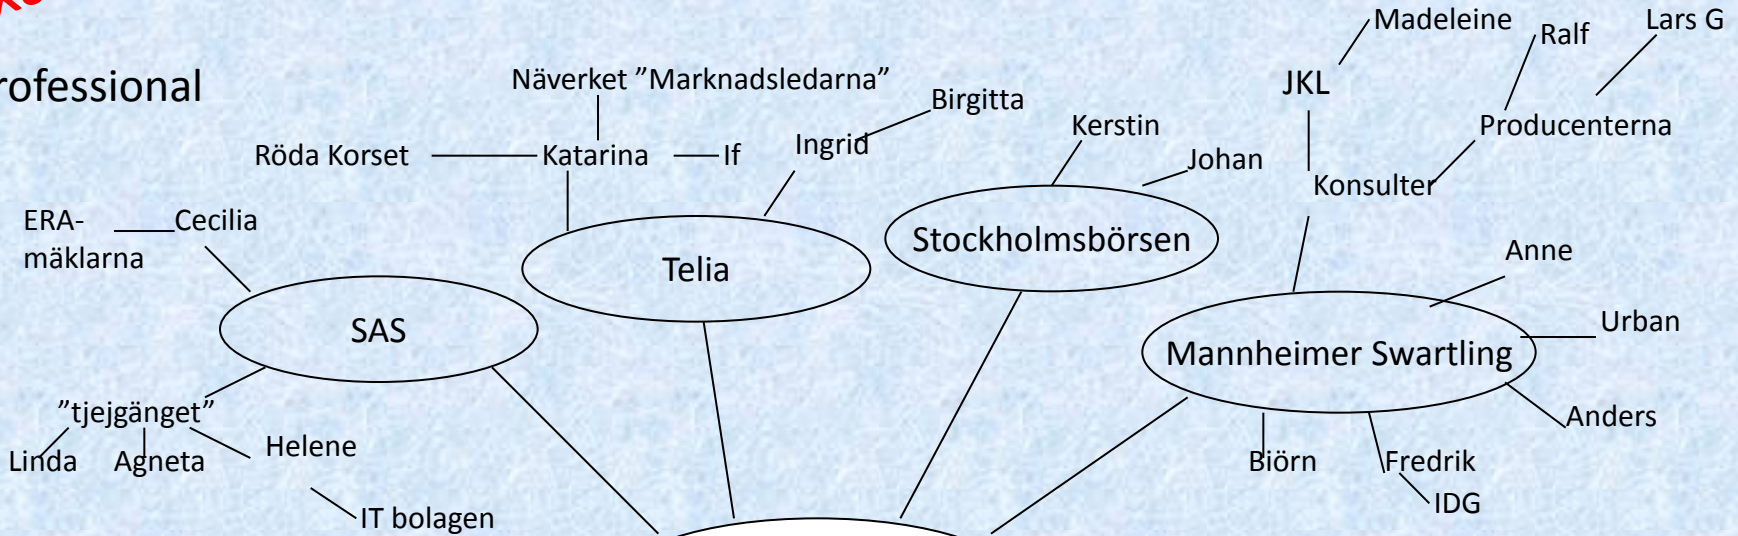 Madeleine
Ralf
Lars G
rofessional
Näverket ”Marknadsledarna”
JKL
Birgitta
Kerstin
Producenterna
Röda Korset
Katarina
If
Ingrid
Johan
Konsulter
ERA-
mäklarna
Cecilia
Stockholmsbörsen
Anne
Telia
SAS
Urban
Mannheimer Swartling
”tjejgänget”
Anders
Linda
Agneta
Helene
Biörn
Fredrik
IDG
IT bolagen